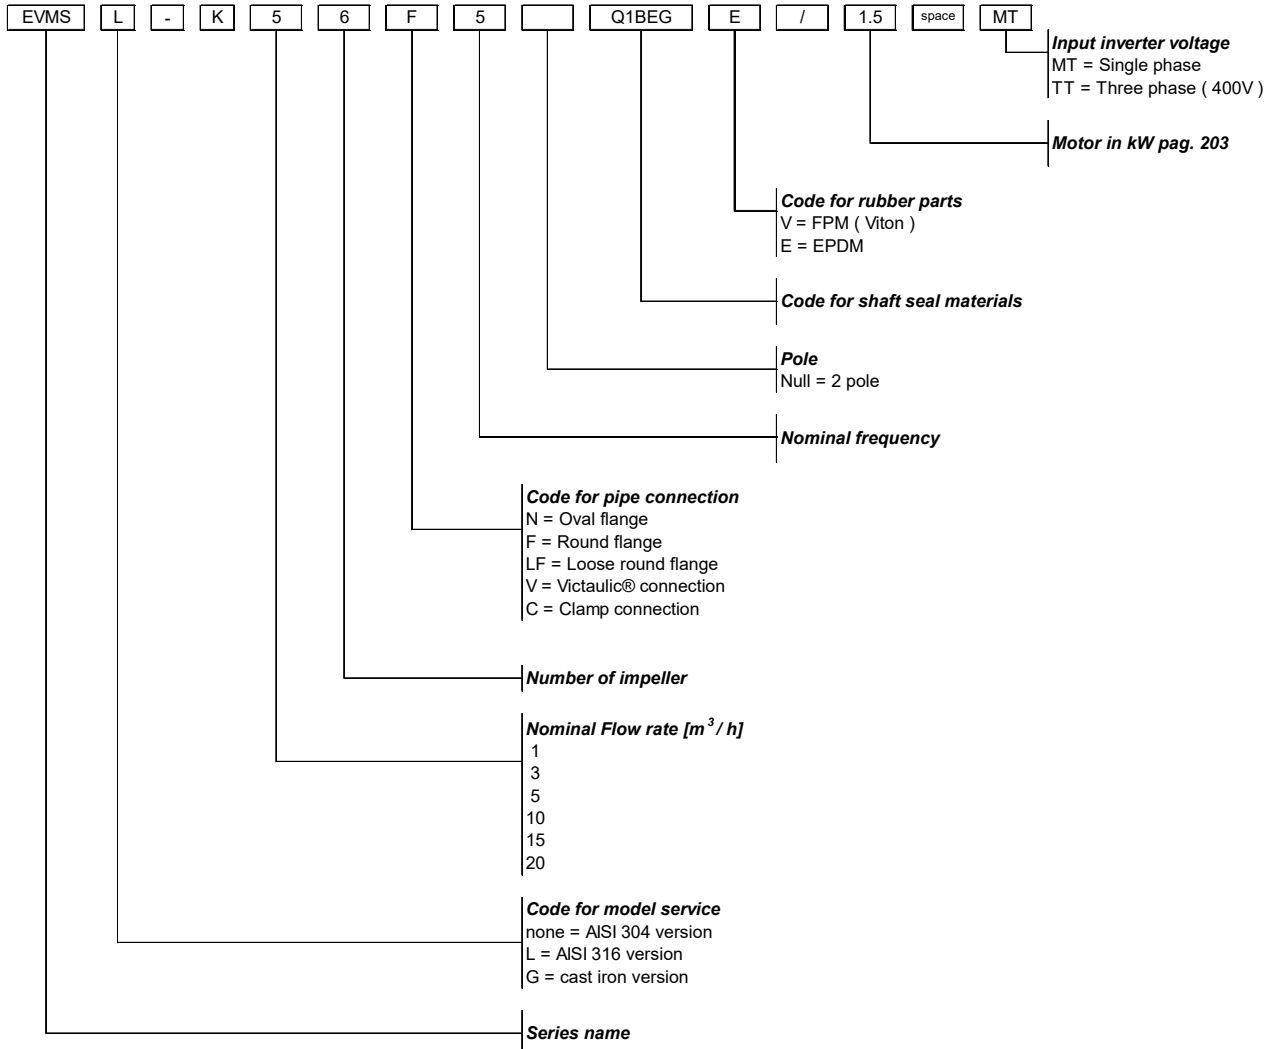 EVMS L - K 5 6 F 5 Q1BEG E / 1.5 space MT
Input inverter voltage
MT = Single phase
TT = Three phase ( 400V )
Motor in kW pag. 203
Code for rubber parts
V = FPM ( Viton )
E = EPDM
Code for shaft seal materials
Pole
Null = 2 pole
Nominal frequency
Code for pipe connection
N = Oval flange
F = Round flange
LF = Loose round flange
V = Victaulic® connection
C = Clamp connection
Number of impeller
Nominal Flow rate [m³/ h]
1
3
5
10
15
20
Code for model service
none = AISI 304 version
L = AISI 316 version
G = cast iron version
Series name